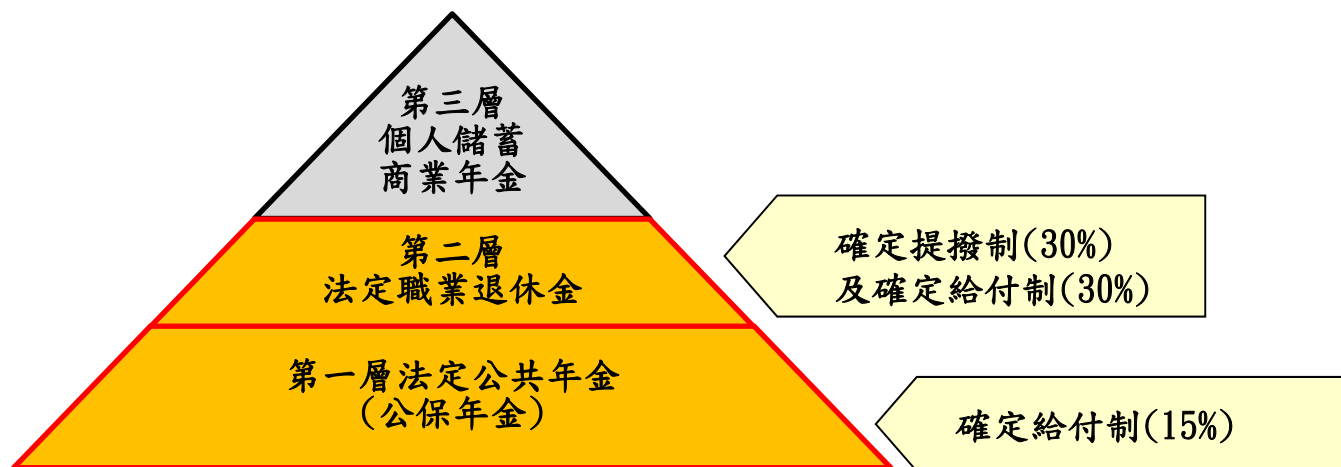 第三層
個人儲蓄
商業年金
第二層
法定職業退休金
確定提撥制(30%)
及確定給付制(30%)
第一層法定公共年金
(公保年金)
確定給付制(15%)